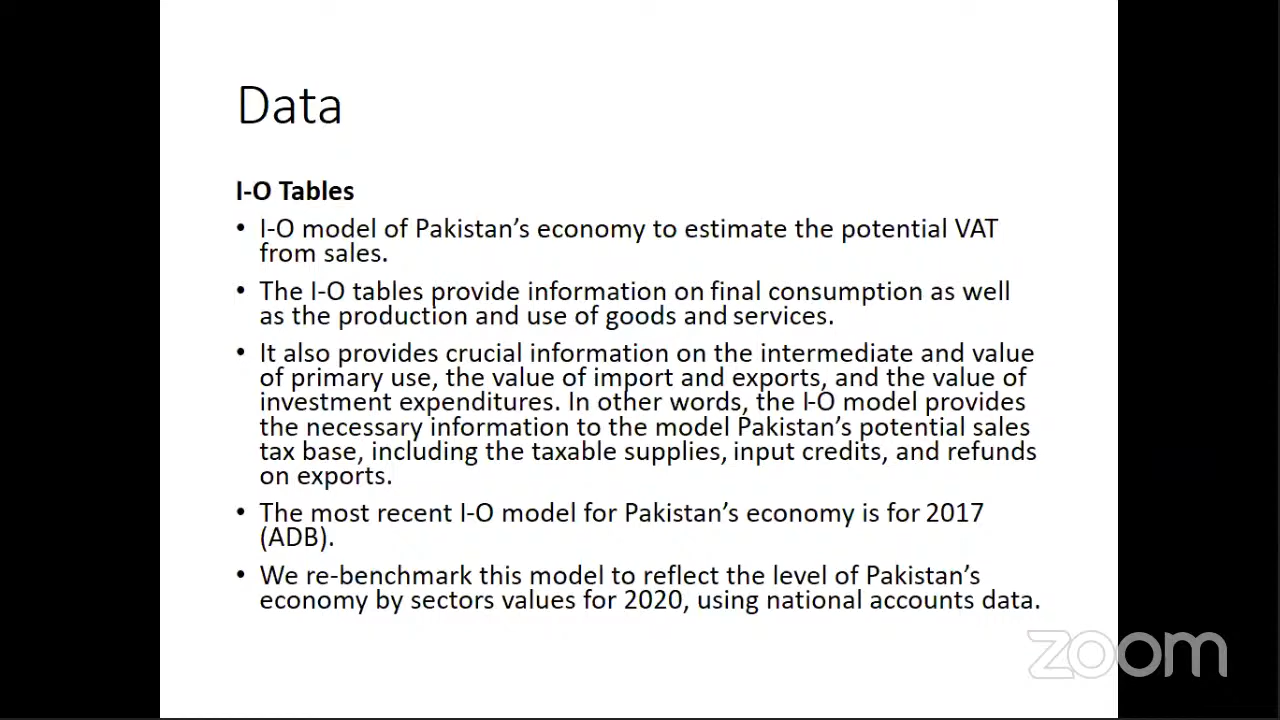 Data
I-O Tables
• I-O model of Pakistan’s economy to estimate the potential VAT
from sales.
• The I-O tables provide information on final consumption as well
as the production and use of goods and services.
• It also provides crucial information on the intermediate and value
of primary use, the value of import and exports, and the value of
investment expenditures. In other words, the I-O model provides
the necessary information to the model Pakistan’s potential sales
tax base, including the taxable supplies, input credits, and refunds
on exports.
• The most recent I-O model for Pakistan’s economy is for 2017
(ADB).
• We re-benchmark this model to reflect the level of Pakistan’s
economy by sectors values for 2020, using national accounts data.
zoom